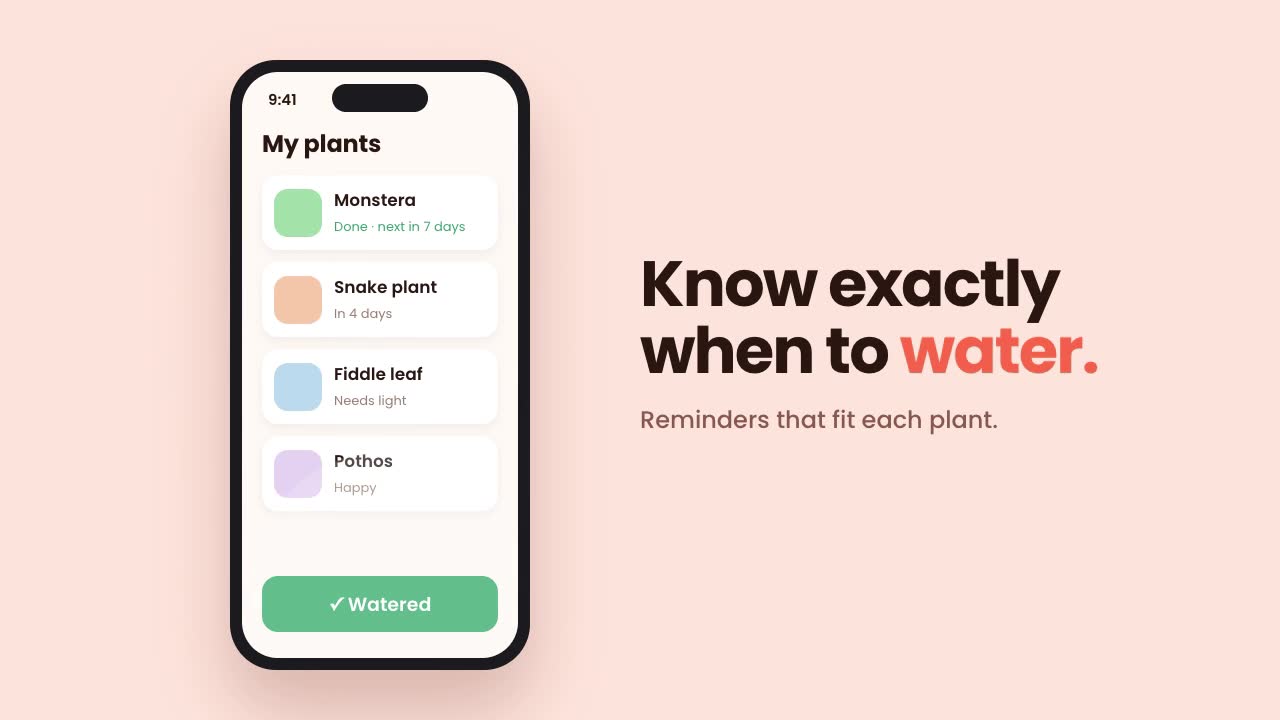 9:41
My plants
Monstera
Done · next in 7 days
Snake plant
In 4 days
Fiddle leaf
Needs light
Pothos
Happy
✓ Watered
Know exactly
when to water.
Reminders that fit each plant.